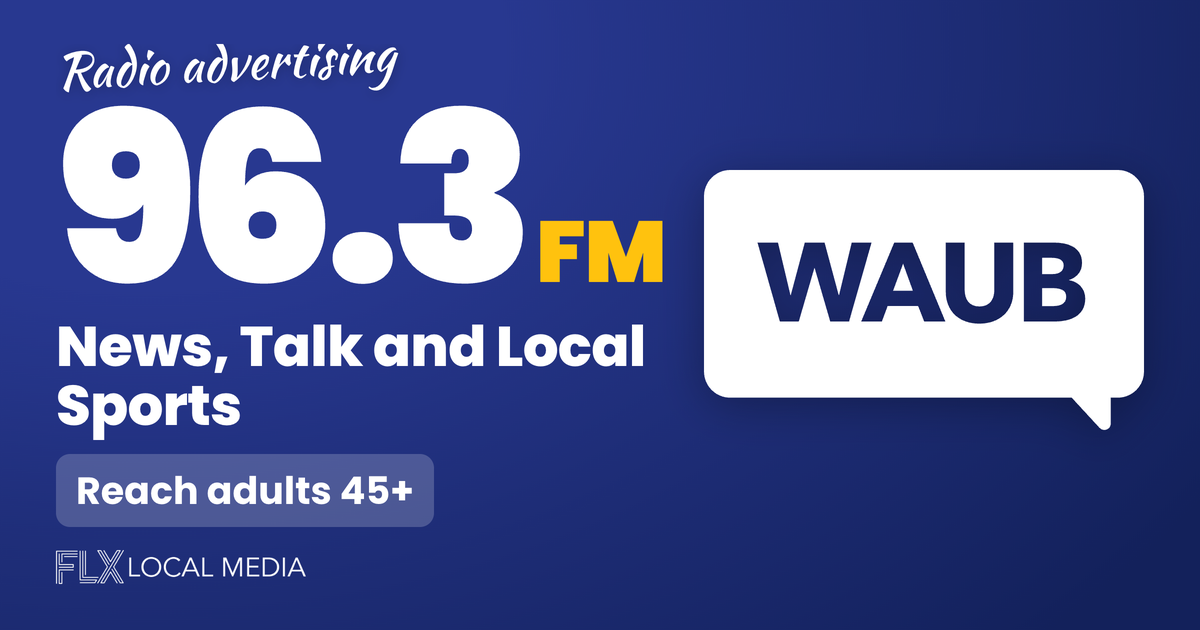 Radio advertising
96.3 FM
News, Talk and Local
Sports
Reach adults 45+
FLX LOCAL MEDIA
WAUB